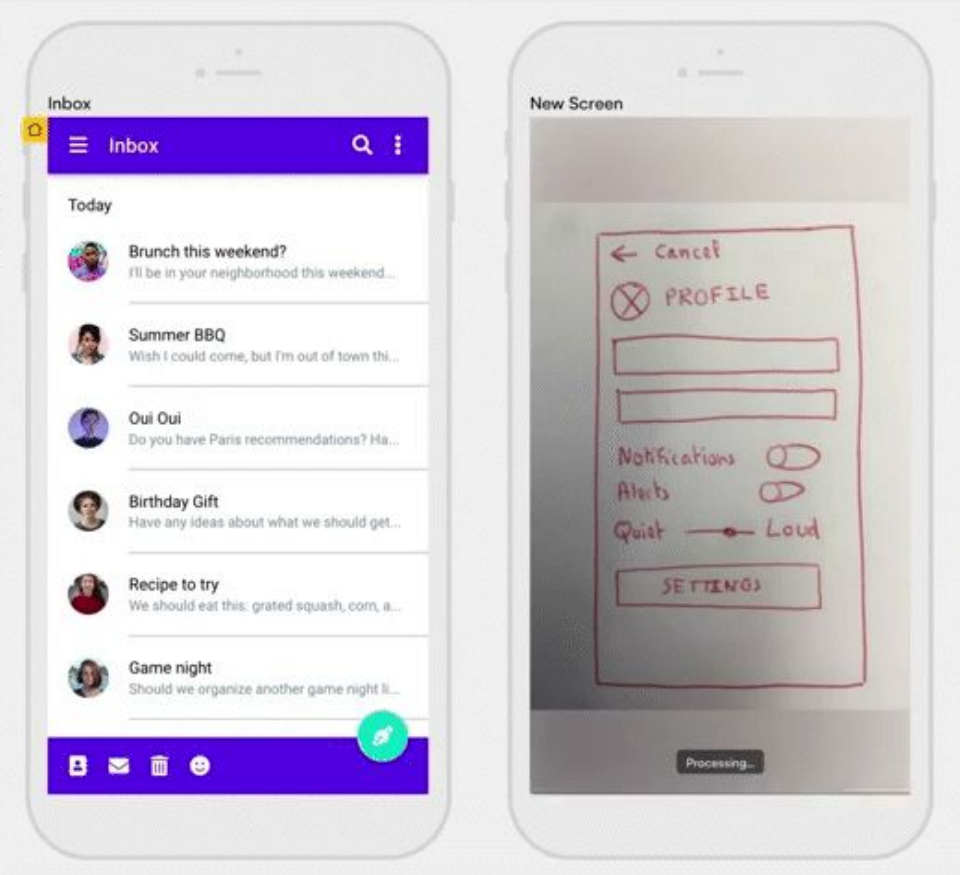 Inbox
Inbox
Today
Brunch this weekend?
I'll be in your neighborhood this weekend...
Summer BBQ
Wish I could come, but I'm out of town thi...
Oui Oui
Do you have Paris recommendations? Ha...
Birthday Gift
Have any ideas about what we should get...
Recipe to try
We should eat this: grated squash, corn, a...
Game night
Should we organize another game night li...
New Screen
← Cancel
PROFILE
Notifications
Alerts
Quiet Loud
SETTINGS
Processing...